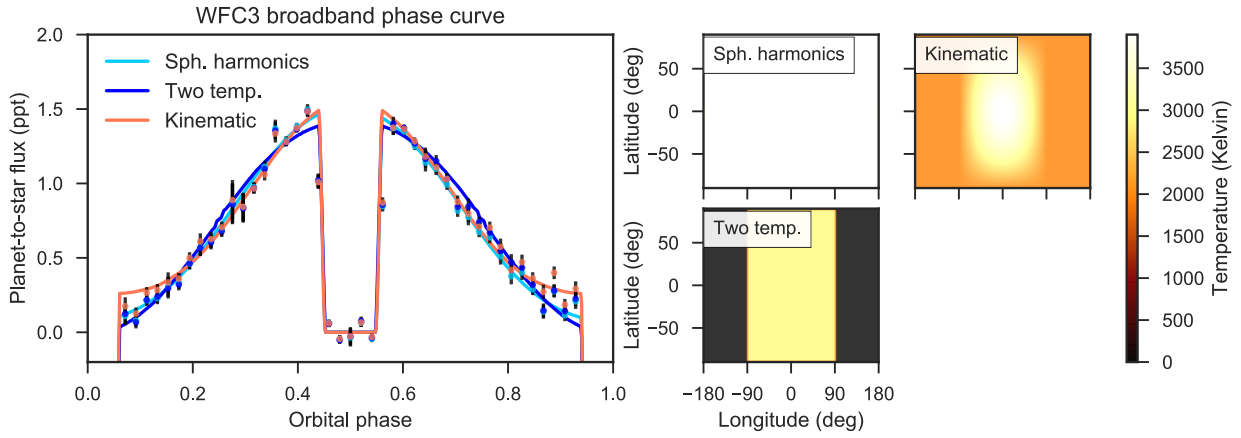 WFC3 broadband phase curve
Planet-to-star flux (ppt)
2.0
1.5
1.0
0.5
0.0
Sph. harmonics
Two temp.
Kinematic
0.0 0.2 0.4 0.6 0.8 1.0
Orbital phase
Latitude (deg)
50
0
−50
Sph. harmonics
Kinematic
Latitude (deg)
50
0
−50
Two temp.
−180 −90 0 90 180
Longitude (deg)
3500
3000
2500
2000
1500
1000
500
0
Temperature (Kelvin)